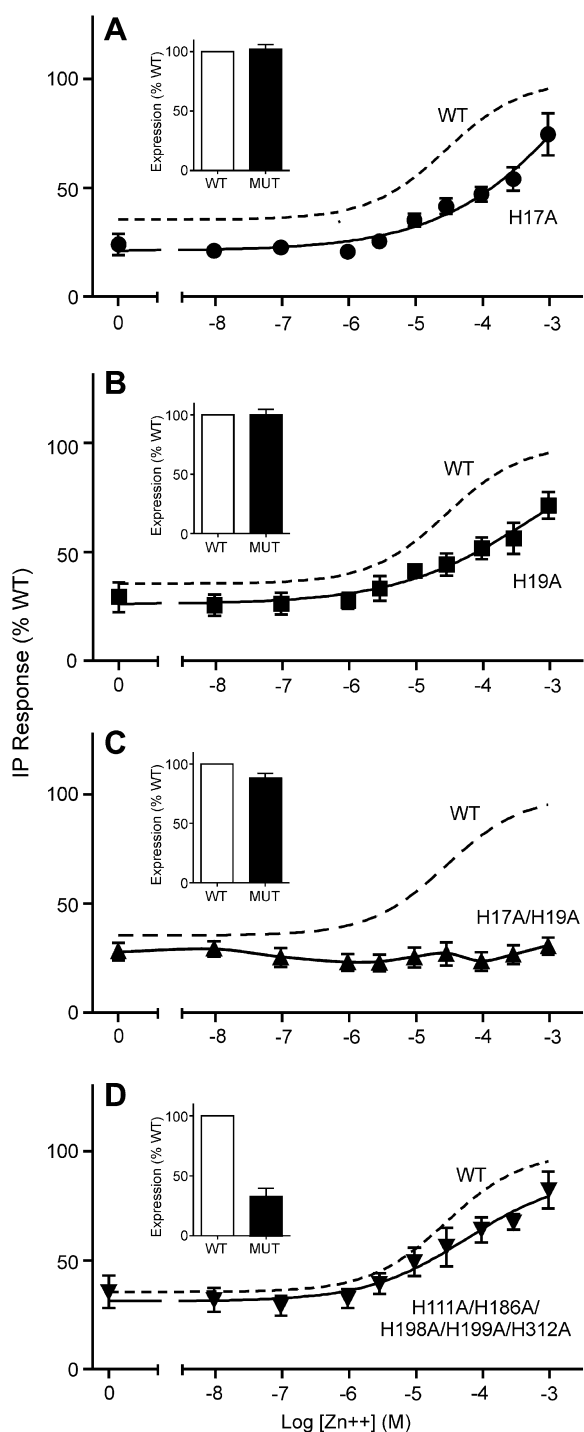 A
Expression (% WT)
100
50
0
WT
MUT
100
50
0
WT
H17A
0
-8
-7
-6
-5
-4
-3
B
Expression (% WT)
100
50
0
WT
MUT
100
50
0
WT
H19A
0
-8
-7
-6
-5
-4
-3
IP Response (% WT)
C
Expression (% WT)
100
50
0
WT
MUT
100
50
0
WT
H17A/H19A
0
-8
-7
-6
-5
-4
-3
D
Expression (% WT)
100
50
0
WT
MUT
100
50
0
WT
H111A/H186A/
H198A/H199A/H312A
0
-8
-7
-6
-5
-4
-3
Log [Zn++] (M)